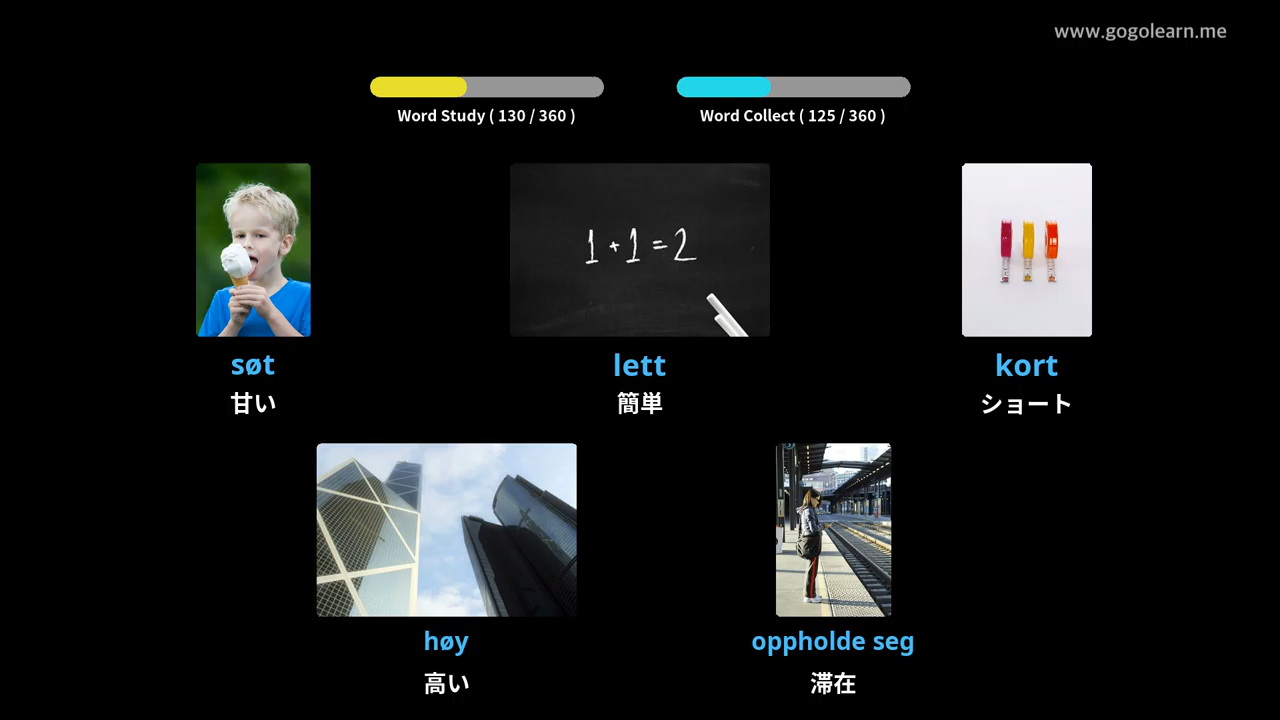 www.gogolearn.me
Word Study ( 130 / 360 )
Word Collect ( 125 / 360 )
1 + 1 = 2
søt
lett
kort
甘い
簡単
ショート
høy
oppholde seg
高い
滞在